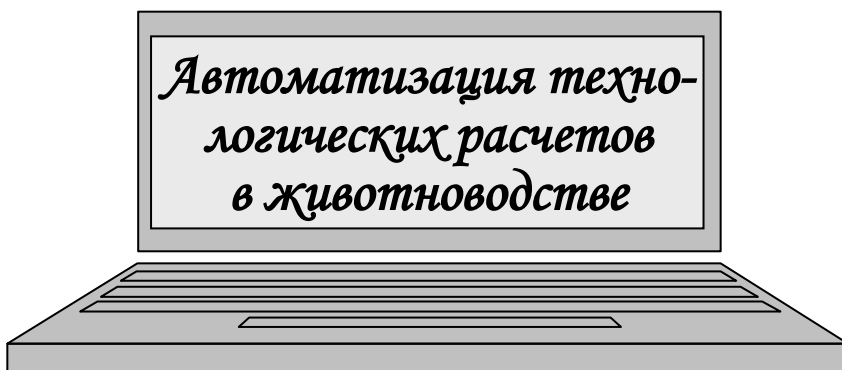 Автоматизация техно-
логических расчетов
в животноводстве